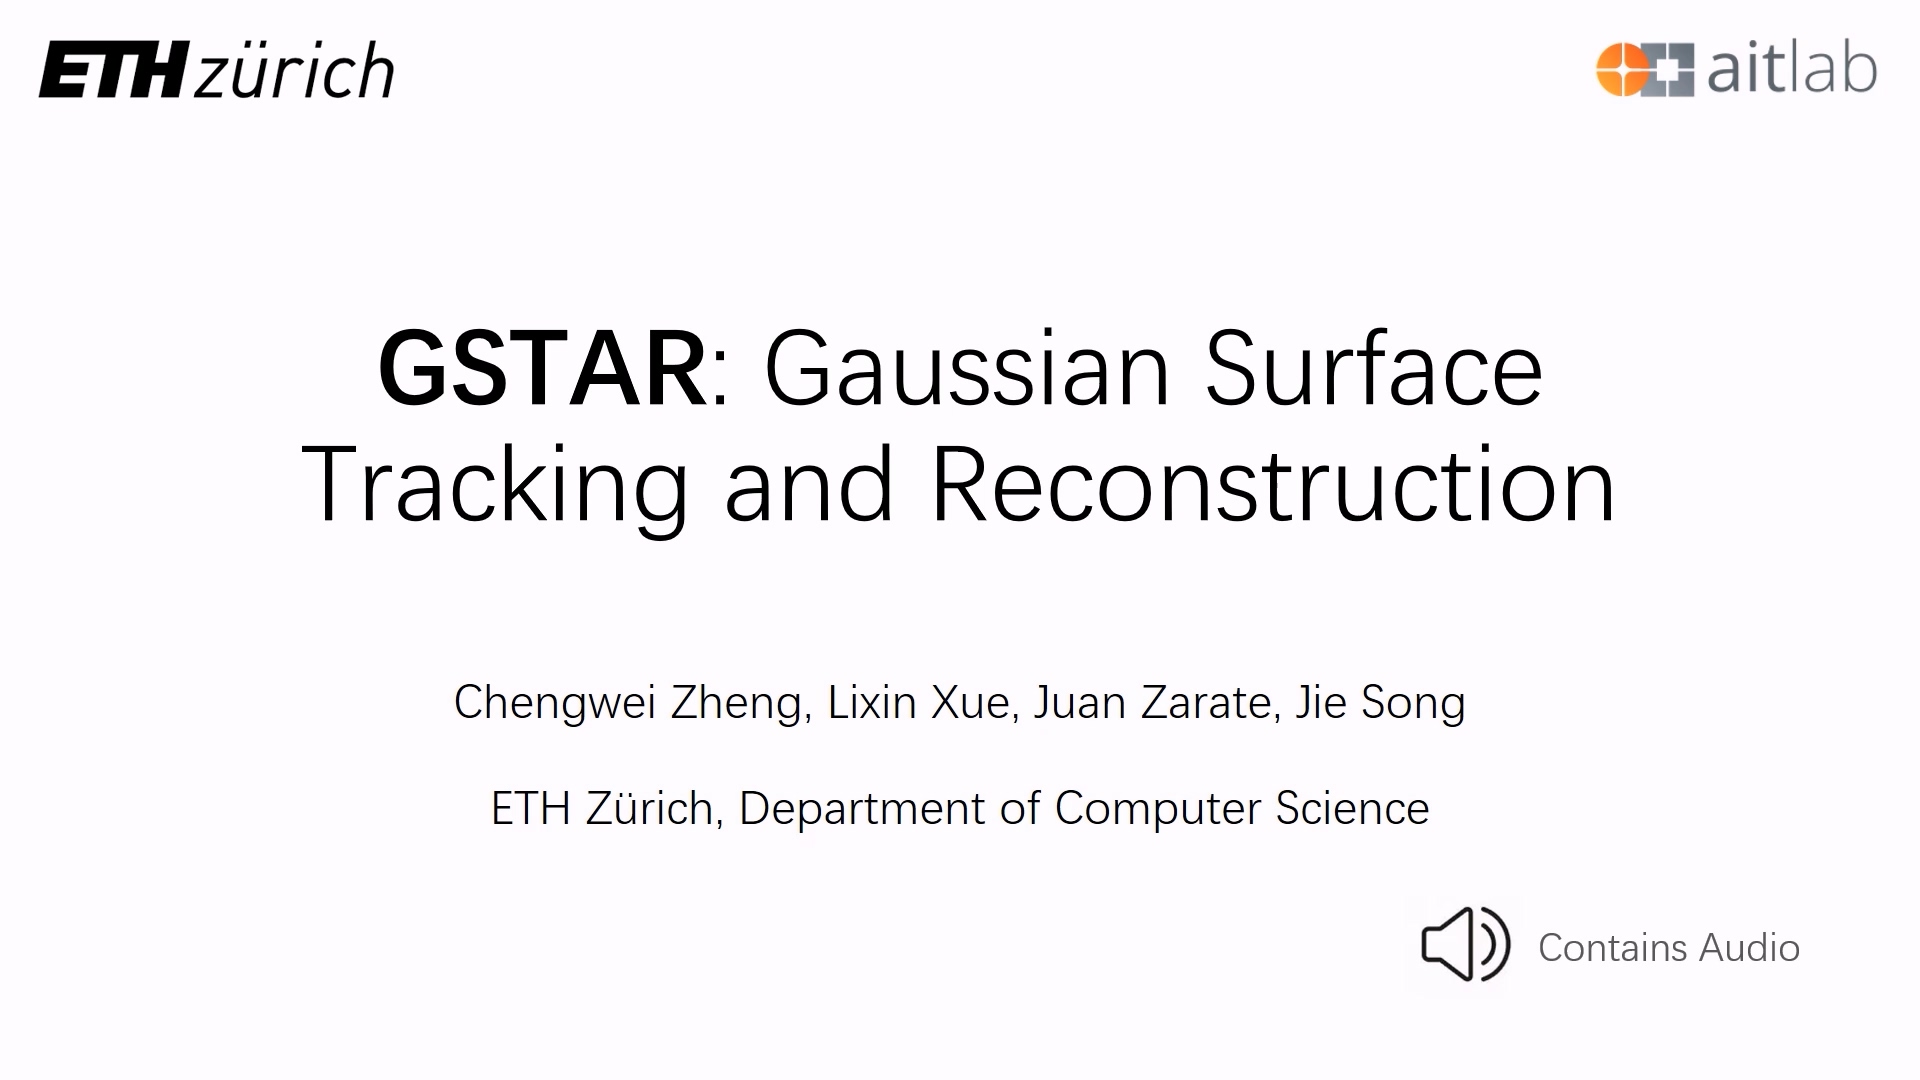 ETH zürich
aitlab
GSTAR: Gaussian Surface
Tracking and Reconstruction
Chengwei Zheng, Lixin Xue, Juan Zarate, Jie Song
ETH Zürich, Department of Computer Science
Contains Audio